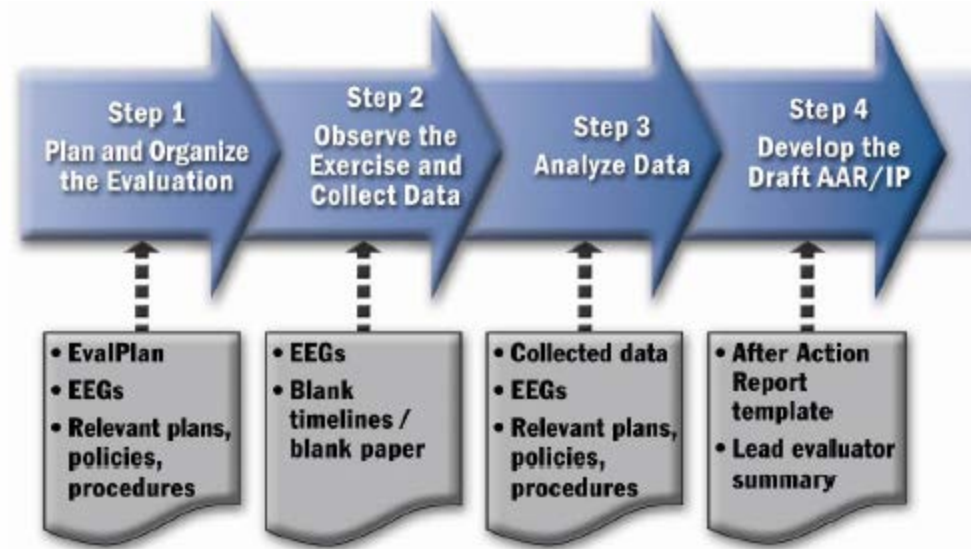 Step 1
Plan and Organize
the Evaluation
Step 2
Observe the
Exercise and
Collect Data
Step 3
Analyze Data
Step 4
Develop the
Draft AAR/IP
• EvalPlan
• EEGs
• Relevant plans,
policies,
procedures
• EEGs
• Blank
timelines /
blank paper
• Collected data
• EEGs
• Relevant plans,
policies,
procedures
• After Action
Report
template
• Lead evaluator
summary